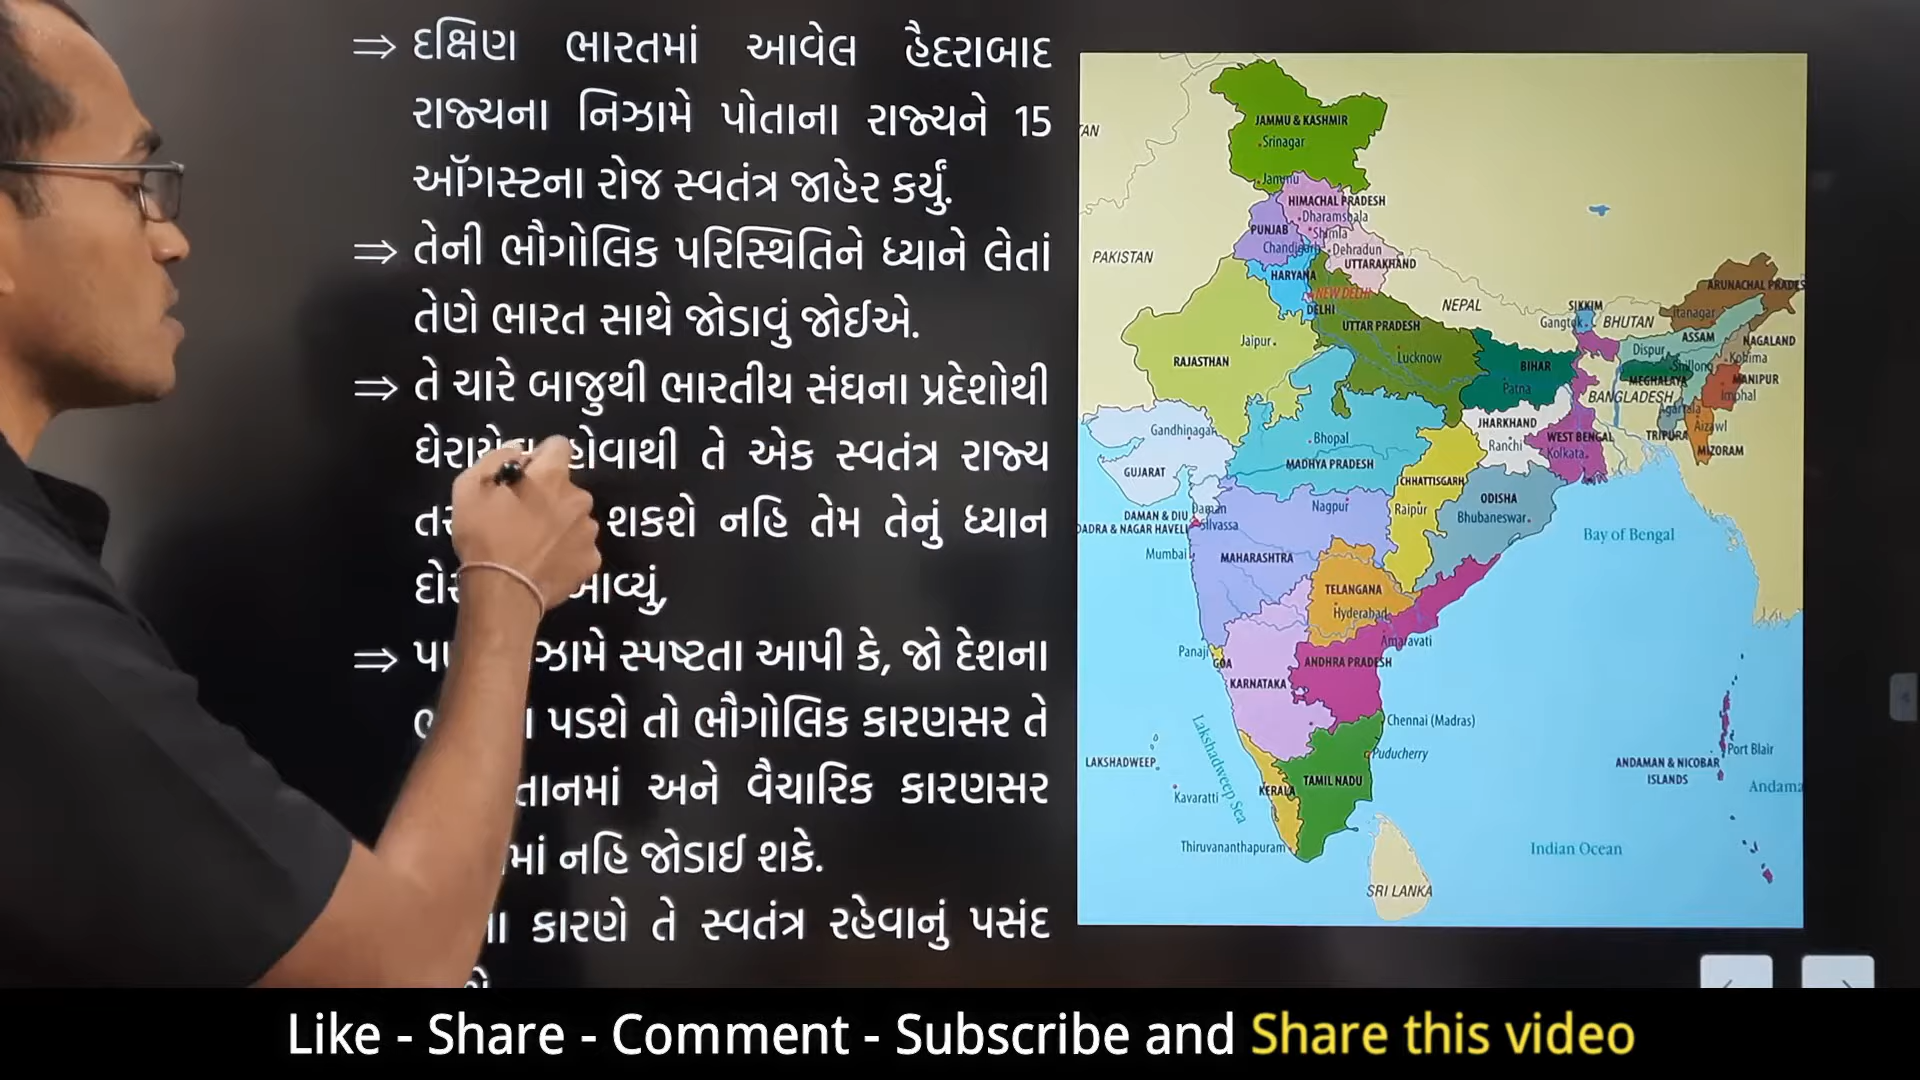 ⇒ દક્ષિણ ભારતમાં આવેલ હૈદરાબાદ
રાજ્યના નિઝામે પોતાના રાજ્યને 15
ઑગસ્ટના રોજ સ્વતંત્ર જાહેર કર્યું.
⇒ તેની ભૌગોલિક પરિસ્થિતિને ધ્યાને લેતાં
તેણે ભારત સાથે જોડાવું જોઈએ.
⇒ તે ચારે બાજુથી ભારતીય સંઘના પ્રદેશોથી
હોવાથી તે એક સ્વતંત્ર રાજ્ય
શકશે નહિ તેમ તેનું ધ્યાન
આવ્યું,
⇒ સ્પષ્ટતા આપી કે, જો દેશના
પડશે તો ભૌગોલિક કારણસર તે
અને વૈચારિક કારણસર
નહિ જોડાઈ શકે.
કારણે તે સ્વતંત્ર રહેવાનું પસંદ
JAMMU & KASHMIR
Srinagar
Jammu
HIMACHAL PRADESH
Dharamshala
Shimla
PUNJAB
Chandigarh
Dehradun
UTTARAKHAND
HARYANA
NEW DELHI
DELHI
PAKISTAN
NEPAL
SIKKIM
Gangtok
BHUTAN
ARUNACHAL PRADES
Itanagar
ASSAM
Dispur
NAGALAND
Kohima
Shillong
MEGHALAYA
MANIPUR
Imphal
BANGLADESH
Agartala
Aizawl
TRIPURA
MIZORAM
UTTAR PRADESH
Lucknow
Jaipur
RAJASTHAN
BIHAR
Patna
JHARKHAND
Ranchi
WEST BENGAL
Kolkata
Gandhinagar
GUJARAT
Bhopal
MADHYA PRADESH
CHHATTISGARH
Raipur
ODISHA
Bhubaneswar
DAMAN & DIU
Daman
DADRA & NAGAR HAVELI
Silvassa
Nagpur
Mumbai
MAHARASHTRA
TELANGANA
Hyderabad
Amaravati
Panaji
GOA
ANDHRA PRADESH
KARNATAKA
Bay of Bengal
Chennai (Madras)
Puducherry
LAKSHADWEEP
Kavaratti
Lakshadweep Sea
KERALA
TAMIL NADU
Thiruvananthapuram
SRI LANKA
Indian Ocean
Port Blair
ANDAMAN & NICOBAR
ISLANDS
Andama
Like - Share - Comment - Subscribe and Share this video